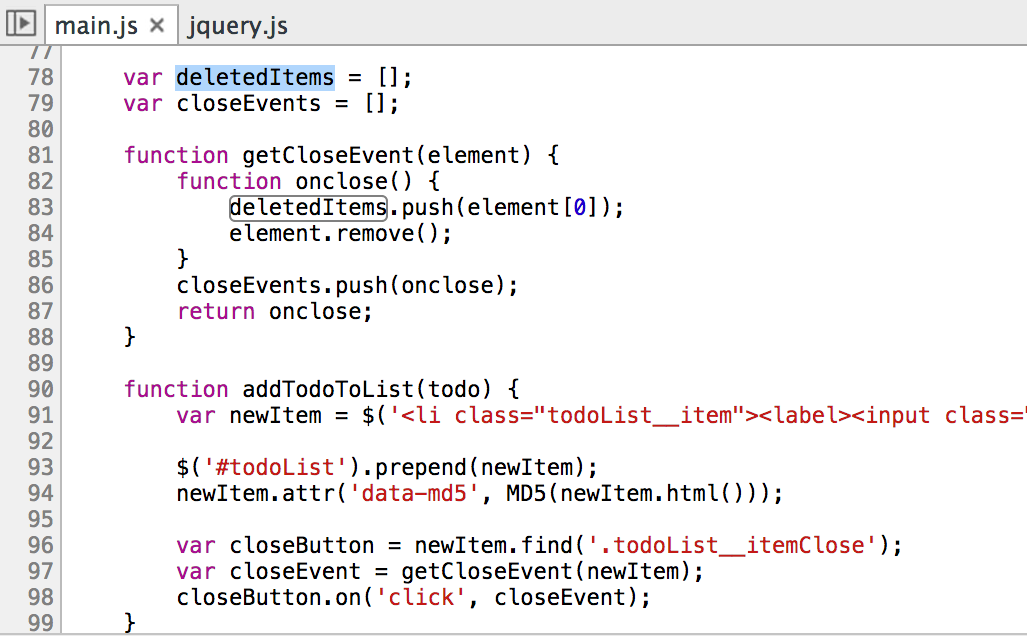 main.js × jquery.js
77
78 var deletedItems = [];
79 var closeEvents = [];
80
81 function getCloseEvent(element) {
82 function onclose() {
83 deletedItems.push(element[0]);
84 element.remove();
85 }
86 closeEvents.push(onclose);
87 return onclose;
88 }
89
90 function addTodoToList(todo) {
91 var newItem = $('<li class="todoList__item"><label><input class="
92
93 $('#todoList').prepend(newItem);
94 newItem.attr('data-md5', MD5(newItem.html()));
95
96 var closeButton = newItem.find('.todoList__itemClose');
97 var closeEvent = getCloseEvent(newItem);
98 closeButton.on('click', closeEvent);
99 }